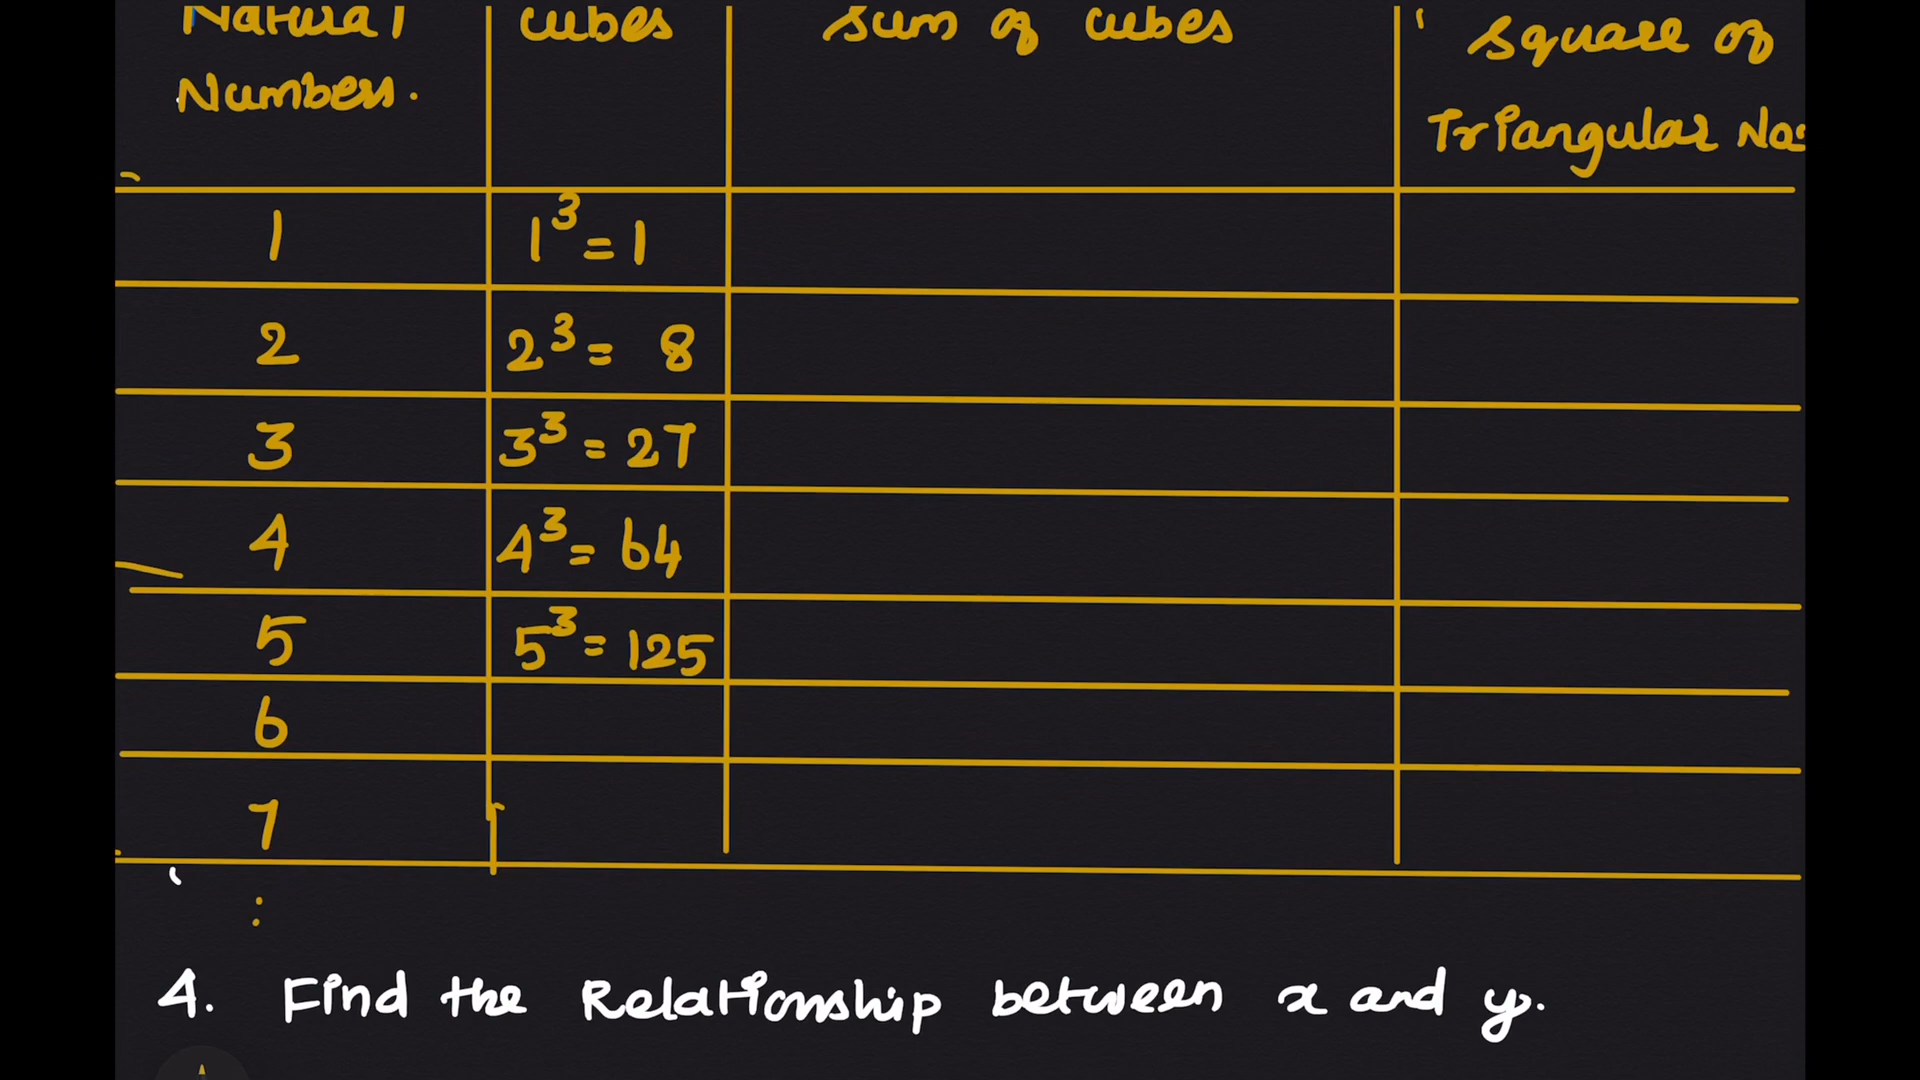 Natural cubes sum of cubes square of
Numbers. Triangular Nos
1 1³ = 1
2 2³ = 8
3 3³ = 27
4 4³ = 64
5 5³ = 125
6
7
:
4. Find the Relationship between x and y.